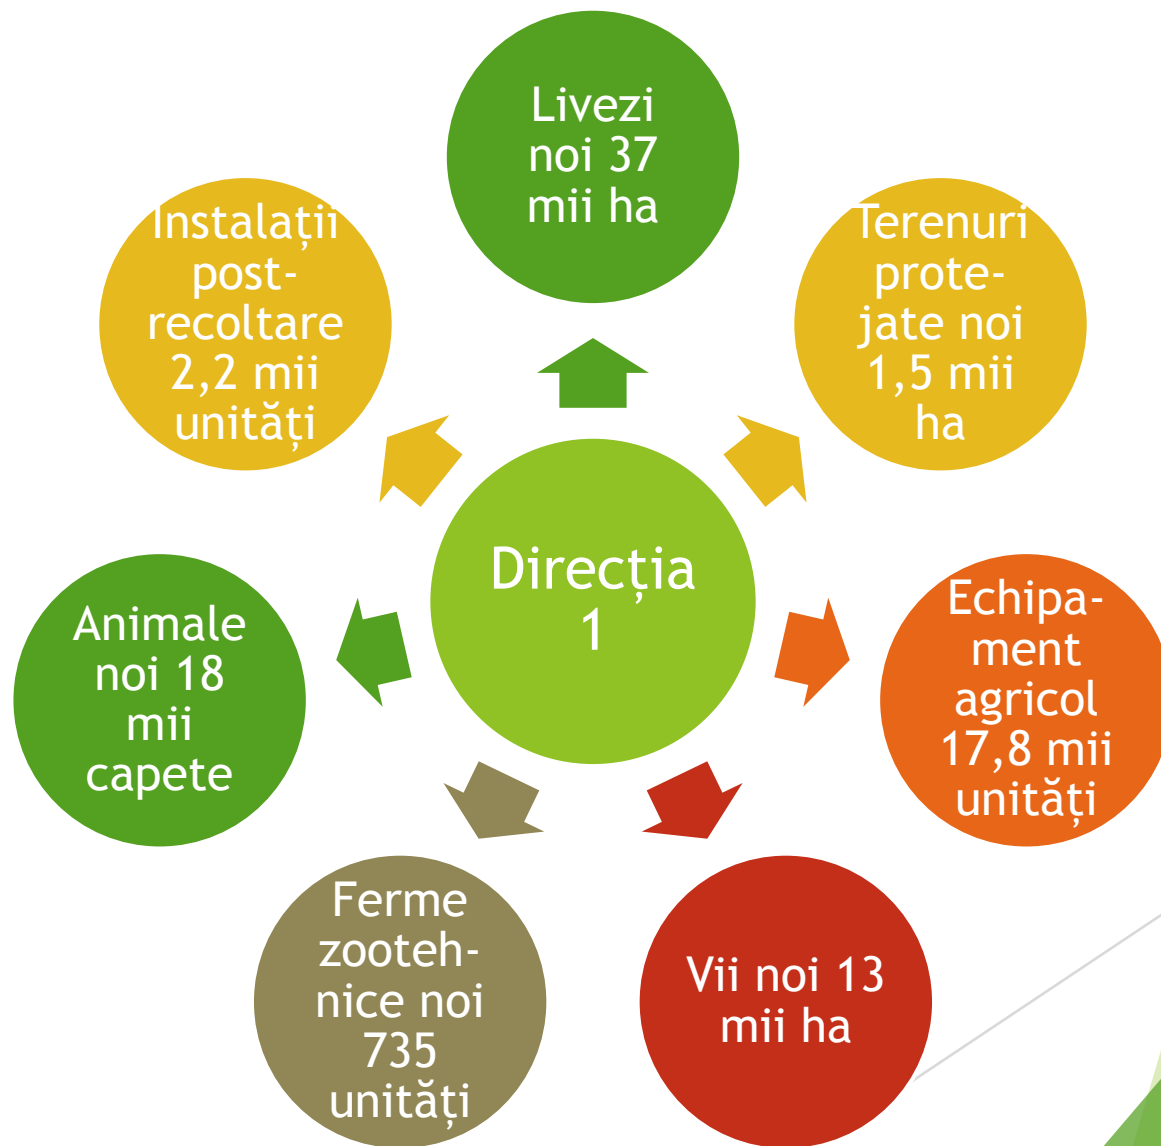 Livezi
noi 37
mii ha
Terenuri
prote-
jate noi
1,5 mii
ha
Echipa-
ment
agricol
17,8 mii
unități
Vii noi 13
mii ha
Ferme
zooteh-
nice noi
735
unități
Animale
noi 18
mii
capete
Instalații
post-
recoltare
2,2 mii
unități
Direcția
1